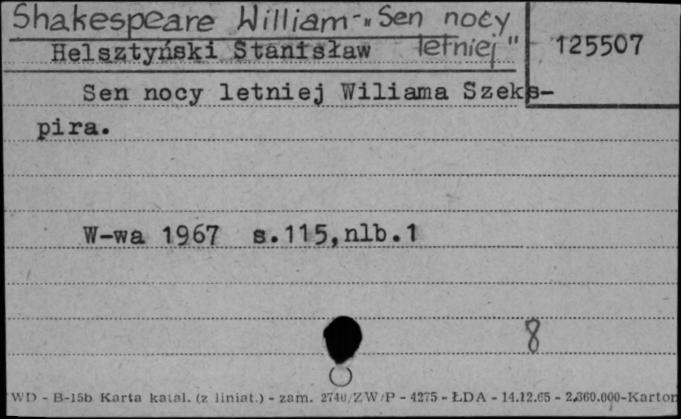 Shakespeare William - "Sen nocy
letniej"
Helsztyński Stanisław
125507
Sen nocy letniej Wiliama Szeks-
pira.
W-wa 1967 s.115,nlb.1
8
WD - B-15b Karta katal. (z liniat.) - zam. 2740/ZW/P - 4275 - ŁDA - 14.12.65 - 2,360.000-Karton